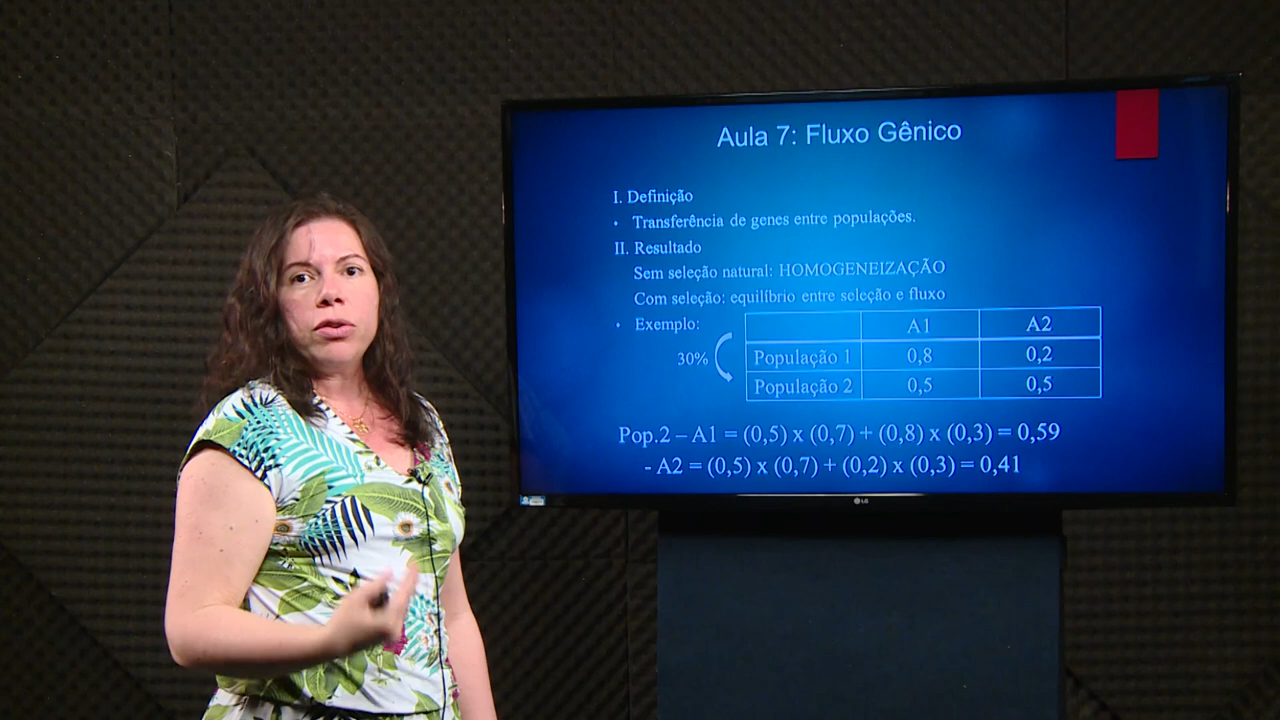 Aula 7: Fluxo Gênico
I. Definição
• Transferência de genes entre populações.
II. Resultado
Sem seleção natural: HOMOGENEIZAÇÃO
Com seleção: equilíbrio entre seleção e fluxo
• Exemplo:
A1 A2
30%
População 1 0,8 0,2
População 2 0,5 0,5
Pop.2 – A1 = (0,5) x (0,7) + (0,8) x (0,3) = 0,59
- A2 = (0,5) x (0,7) + (0,2) x (0,3) = 0,41
LG